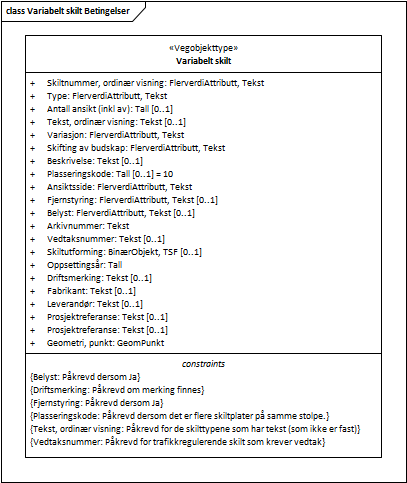 class Variabelt skilt Betingelser
«Vegobjekttype»
Variabelt skilt
+ Skiltnummer, ordinær visning: FlerverdiAttributt, Tekst
+ Type: FlerverdiAttributt, Tekst
+ Antall ansikt (inkl av): Tall [0..1]
+ Tekst, ordinær visning: Tekst [0..1]
+ Variasjon: FlerverdiAttributt, Tekst
+ Skifting av budskap: FlerverdiAttributt, Tekst
+ Beskrivelse: Tekst [0..1]
+ Plasseringskode: Tall [0..1] = 10
+ Ansiktsside: FlerverdiAttributt, Tekst
+ Fjernstyring: FlerverdiAttributt, Tekst [0..1]
+ Belyst: FlerverdiAttributt, Tekst [0..1]
+ Arkivnummer: Tekst
+ Vedtaksnummer: Tekst [0..1]
+ Skiltutforming: BinærObjekt, TSF [0..1]
+ Oppsettingsår: Tall
+ Driftsmerking: Tekst [0..1]
+ Fabrikant: Tekst [0..1]
+ Leverandør: Tekst [0..1]
+ Prosjektreferanse: Tekst [0..1]
+ Prosjektreferanse: Tekst [0..1]
+ Geometri, punkt: GeomPunkt
constraints
{Belyst: Påkrevd dersom Ja}
{Driftsmerking: Påkrevd om merking finnes}
{Fjernstyring: Påkrevd dersom Ja}
{Plasseringskode: Påkrevd dersom det er flere skiltplater på samme stolpe.}
{Tekst, ordinær visning: Påkrevd for de skilttypene som har tekst (som ikke er fast)}
{Vedtaksnummer: Påkrevd for trafikkregulerende skilt som krever vedtak}